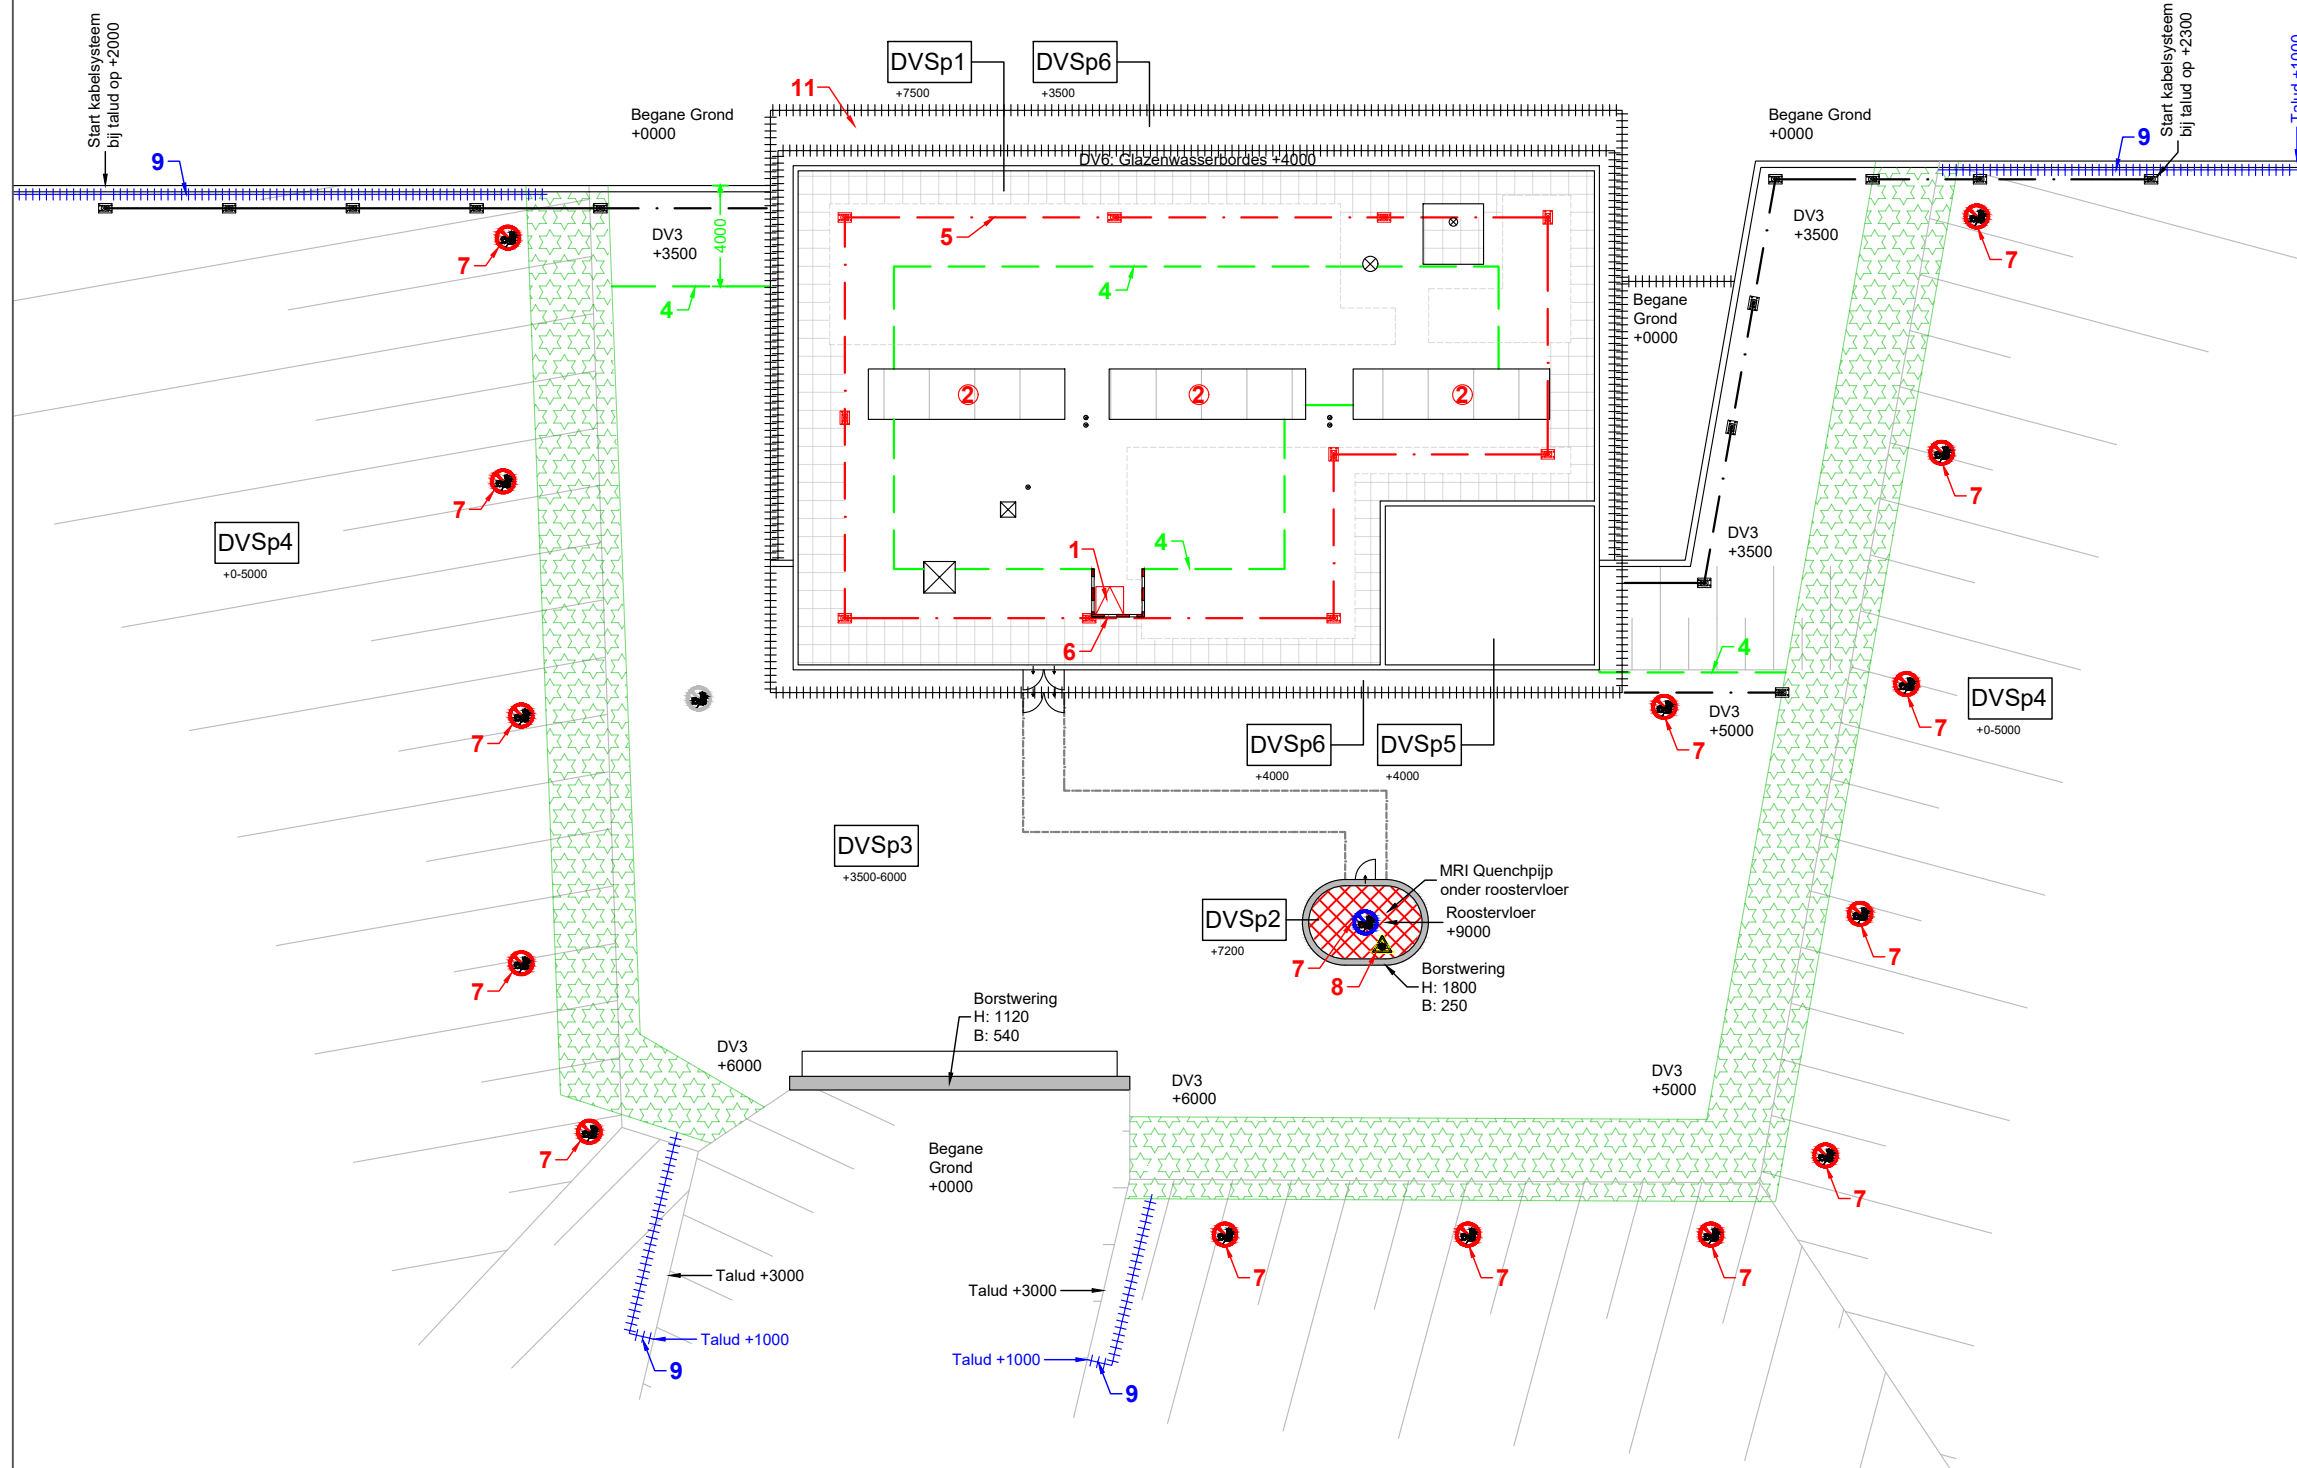 Start kabelsysteem
bij talud op +2000
9
Begane Grond
+0000
11
DVSp1
+7500
DVSp6
+3500
DV6: Glazenwasserbordes +4000
Begane Grond
+0000
9
Start kabelsysteem
bij talud op +2300
Talud +1000
7
DV3
+3500
4000
4
5
4
2
2
2
Begane
Grond
+0000
DV3
+3500
7
7
DVSp4
+0-5000
7
1
4
6
DV3
+3500
4
DV3
+5000
7
7
DVSp4
+0-5000
7
DVSp6
+4000
DVSp5
+4000
DVSp3
+3500-6000
DVSp2
+7200
MRI Quenchpijp
onder roostervloer
Roostervloer
+9000
7
8
Borstwering
H: 1800
B: 250
7
7
Borstwering
H: 1120
B: 540
DV3
+6000
DV3
+6000
DV3
+5000
7
Begane
Grond
+0000
7
7
7
7
Talud +3000
Talud +3000
Talud +1000
9
Talud +1000
9